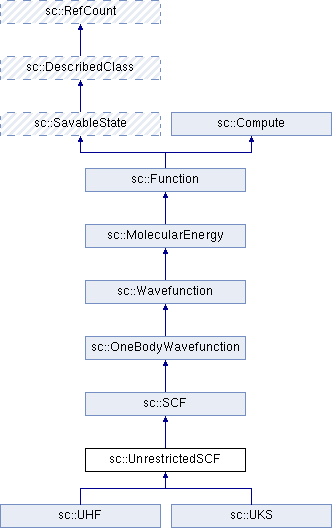 sc::RefCount
sc::DescribedClass
sc::SavableState
sc::Compute
sc::Function
sc::MolecularEnergy
sc::Wavefunction
sc::OneBodyWavefunction
sc::SCF
sc::UnrestrictedSCF
sc::UHF
sc::UKS